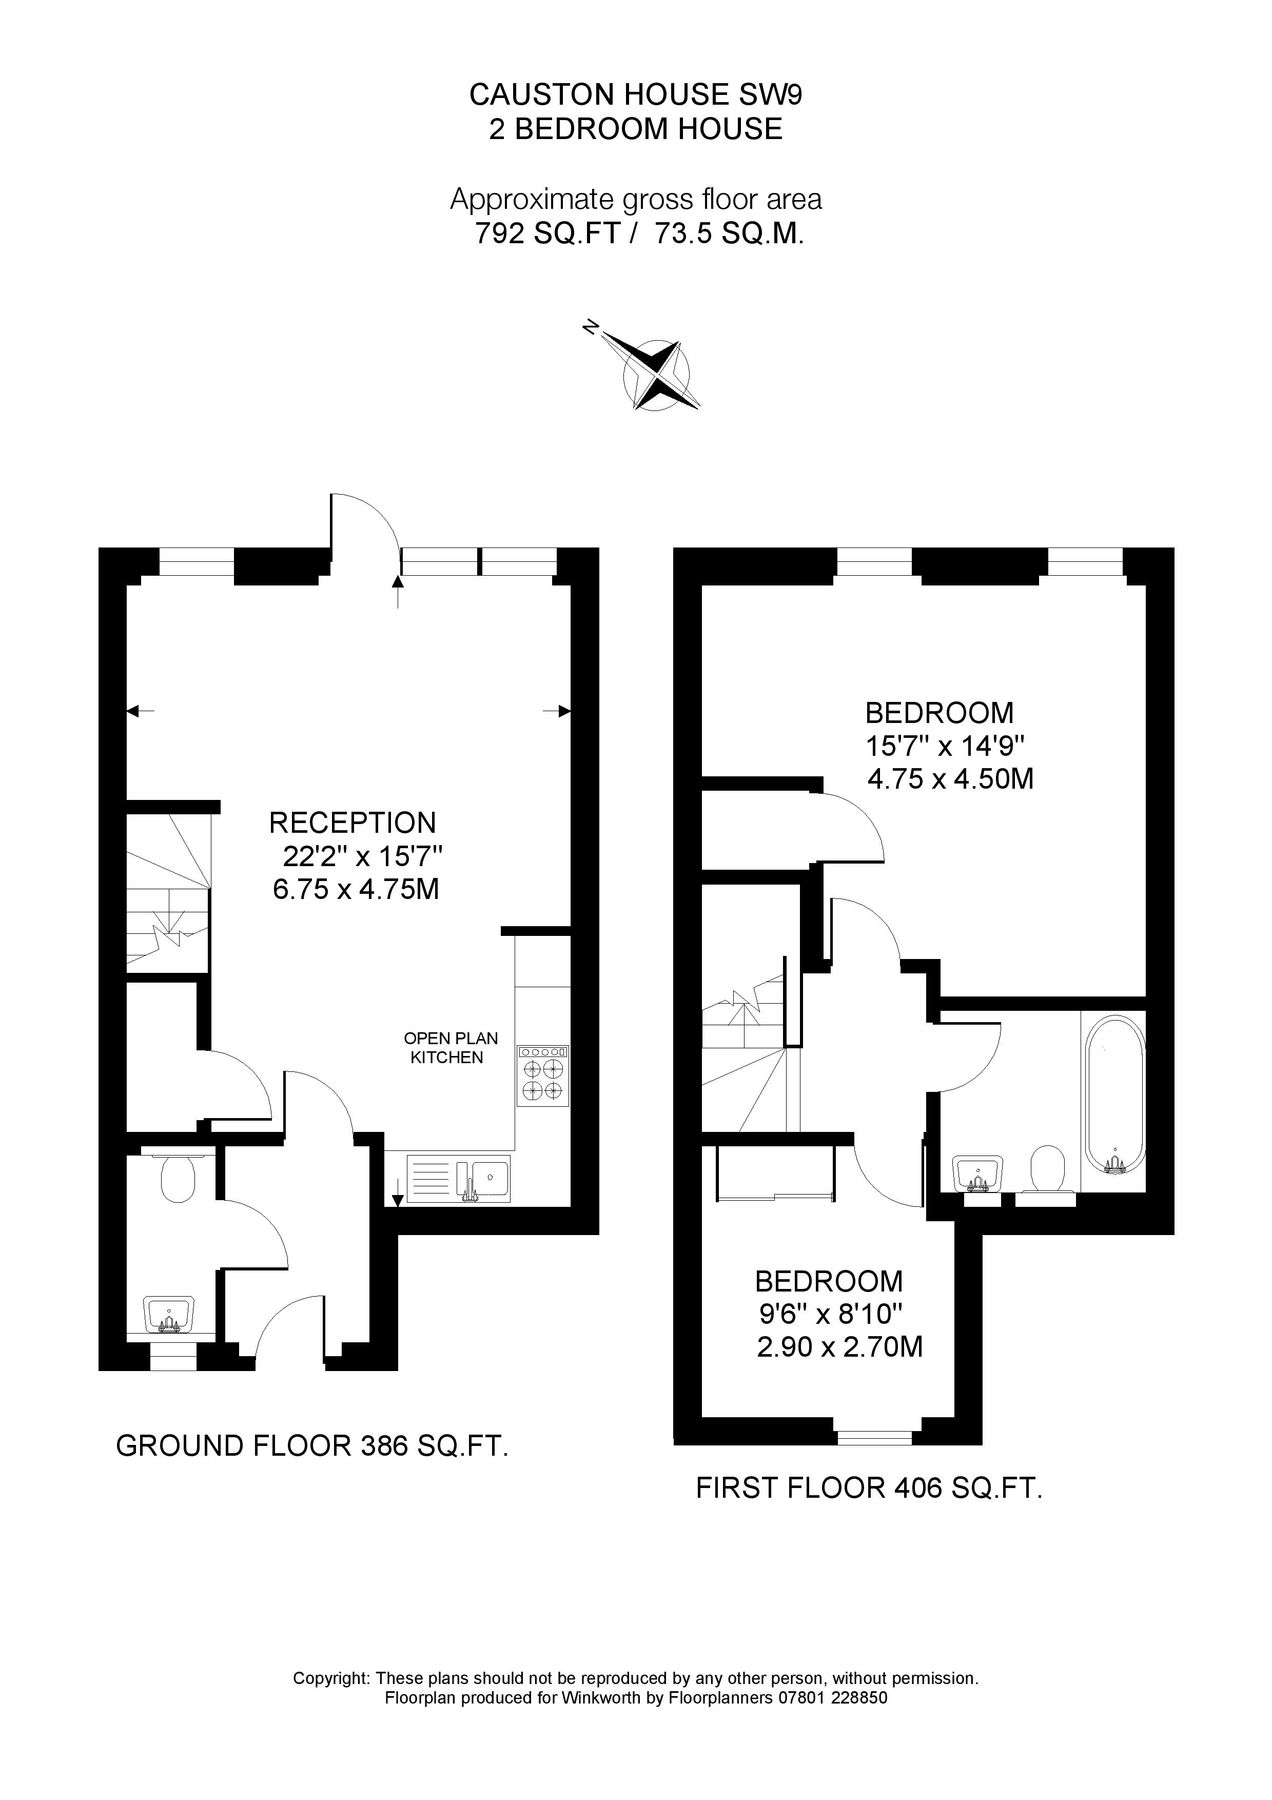 CAUSTON HOUSE SW9
2 BEDROOM HOUSE
Approximate gross floor area
792 SQ.FT / 73.5 SQ.M.
N
RECEPTION
22'2" x 15'7"
6.75 x 4.75M
OPEN PLAN
KITCHEN
GROUND FLOOR 386 SQ.FT.
BEDROOM
15'7" x 14'9"
4.75 x 4.50M
BEDROOM
9'6" x 8'10"
2.90 x 2.70M
FIRST FLOOR 406 SQ.FT.
Copyright: These plans should not be reproduced by any other person, without permission.
Floorplan produced for Winkworth by Floorplanners 07801 228850